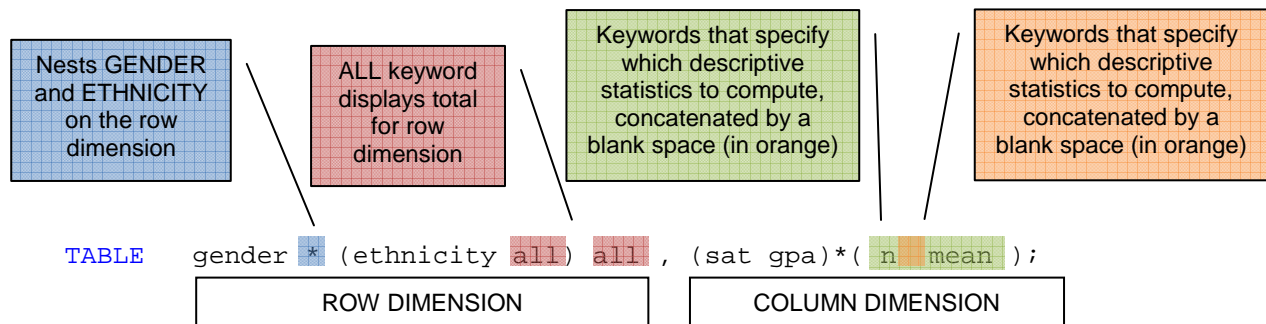 Nests GENDER
and ETHNICITY
on the row
dimension
ALL keyword
displays total
for row
dimension
Keywords that specify
which descriptive
statistics to compute,
concatenated by a
blank space (in orange)
Keywords that specify
which descriptive
statistics to compute,
concatenated by a
blank space (in orange)
TABLE gender * (ethnicity all) all , (sat gpa)*( n mean );
ROW DIMENSION
COLUMN DIMENSION